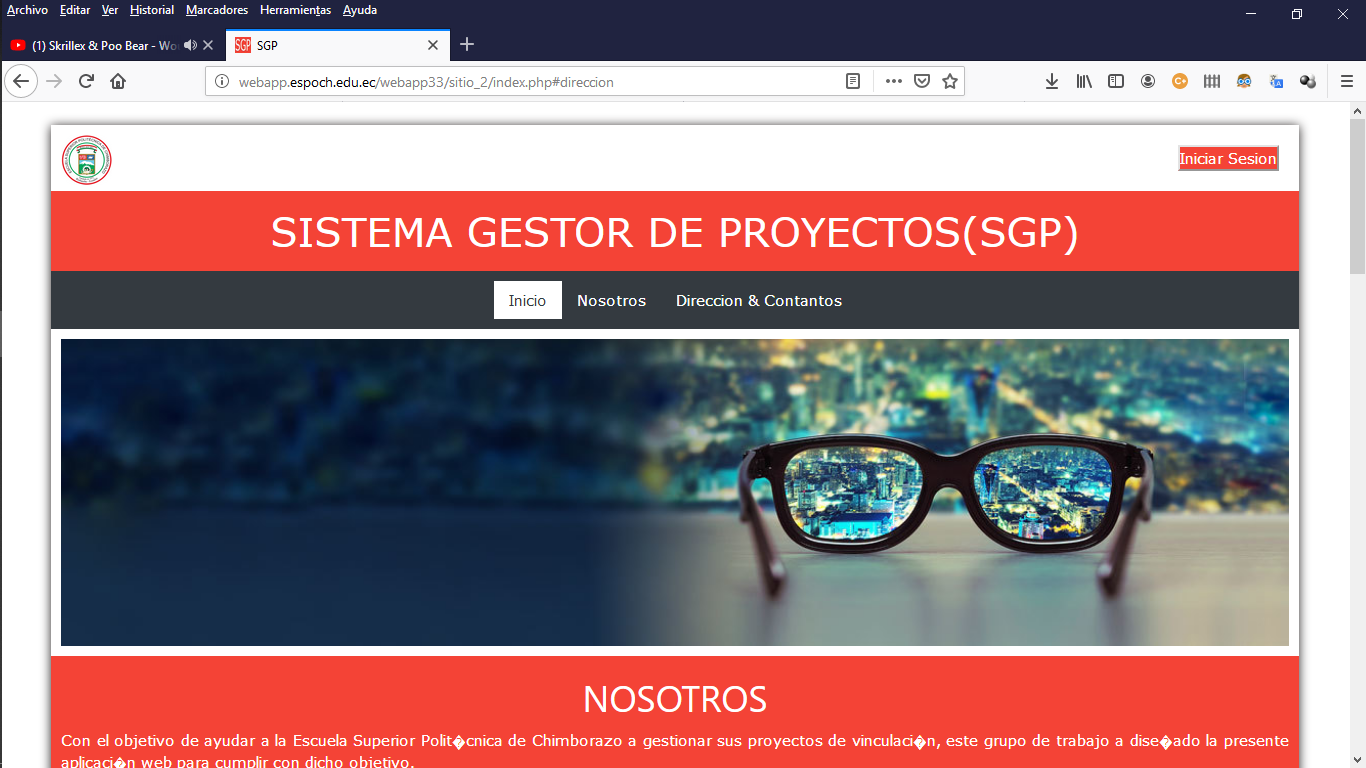 Archivo Editar Ver Historial Marcadores Herramientas Ayuda
(1) Skrillex & Poo Bear - Wo
SGP SGP
webapp.espoch.edu.ec/webapp33/sitio_2/index.php#direccion
Iniciar Sesion
SISTEMA GESTOR DE PROYECTOS(SGP)
Inicio Nosotros Direccion & Contantos
NOSOTROS
Con el objetivo de ayudar a la Escuela Superior Polit�cnica de Chimborazo a gestionar sus proyectos de vinculaci�n, este grupo de trabajo a dise�ado la presente
aplicaci�n web para cumplir con dicho objetivo.